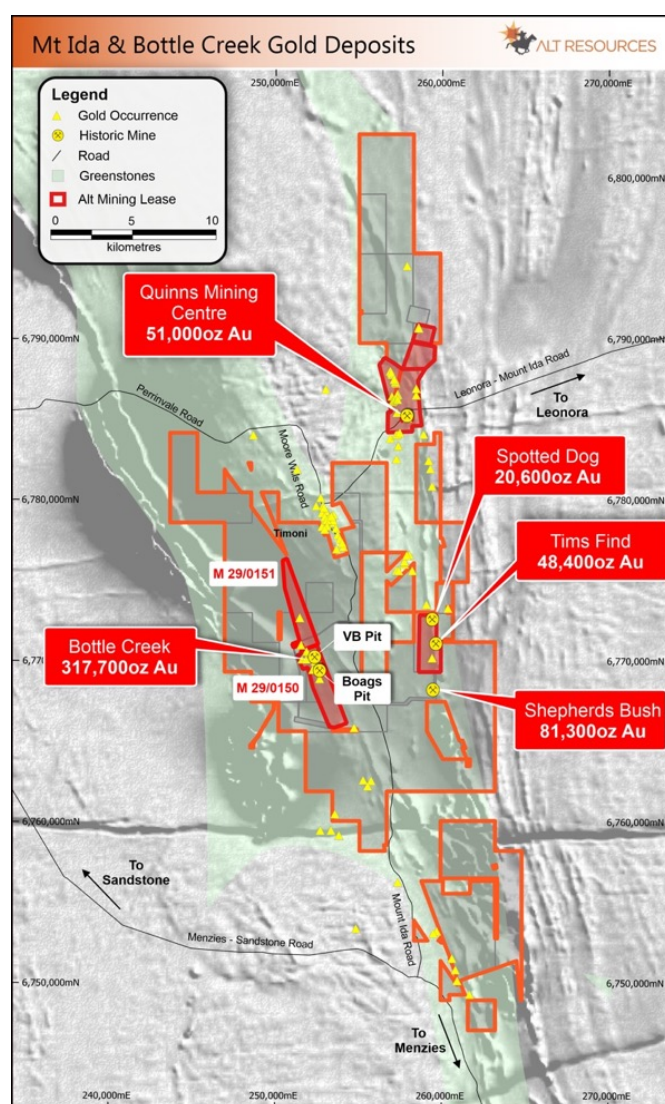 Mt Ida & Bottle Creek Gold Deposits
ALT RESOURCES
250,000mE
260,000mE
270,000mE
Legend
Gold Occurrence
Historic Mine
Road
Greenstones
Alt Mining Lease
0 5 10
kilometres
6,800,000mN
Quinns Mining
Centre
51,000oz Au
6,790,000mN
6,790,000mN
Leonora - Mount Ida Road
To
Leonora
Perrinvale Road
Moore Wells Road
Spotted Dog
20,600oz Au
6,780,000mN
6,780,000mN
Timoni
Tims Find
48,400oz Au
M 29/0151
VB Pit
Bottle Creek
317,700oz Au
6,770
6,770,000mN
M 29/0150
Boags
Pit
Shepherds Bush
81,300oz Au
6,760,000mN
6,760,000mN
To
Sandstone
Menzies - Sandstone Road
Mount Ida Road
6,750,000mN
6,750,000mN
To
Menzies
240,000mE
250,000mE
260,000mE
270,000mE